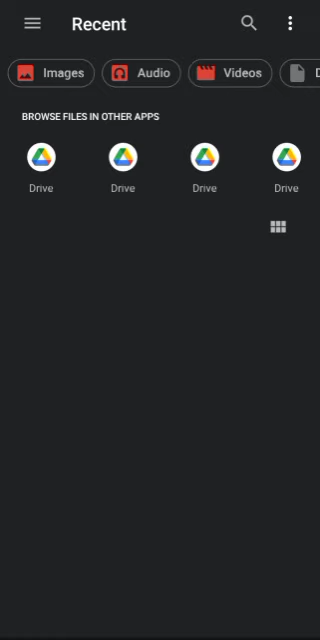 Recent
Images Audio Videos D
BROWSE FILES IN OTHER APPS
Drive Drive Drive Drive